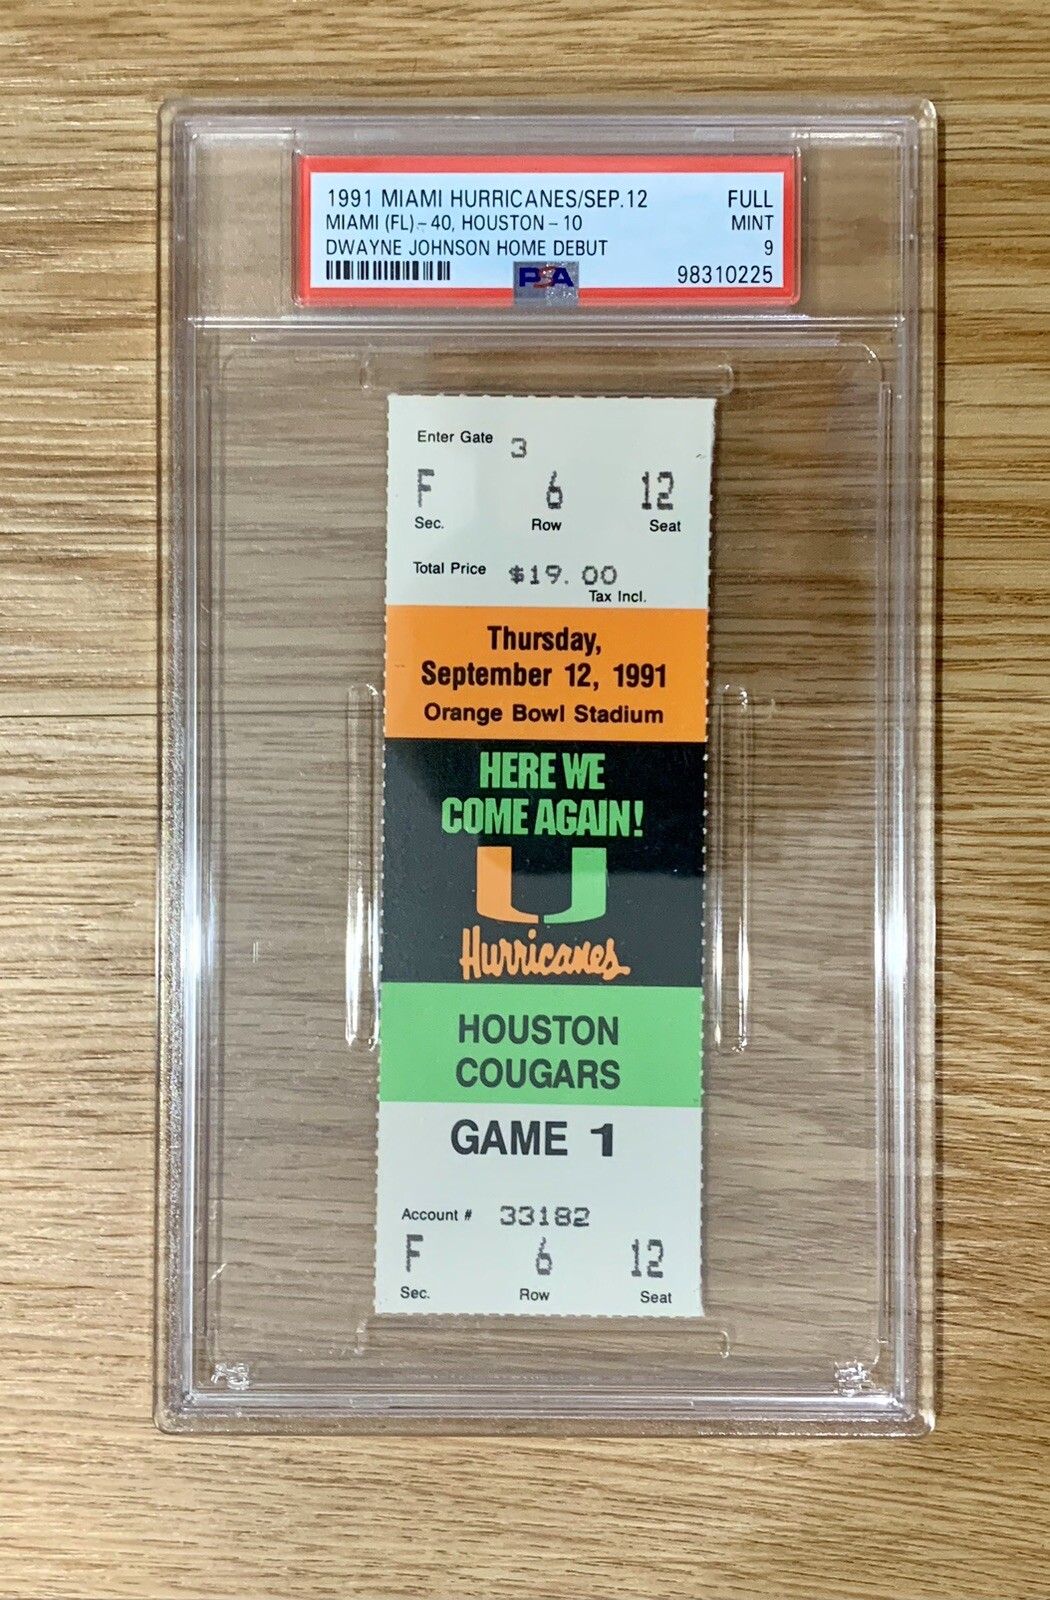 1991 MIAMI HURRICANES/SEP.12 FULL
MIAMI (FL)-40, HOUSTON-10 MINT
DWAYNE JOHNSON HOME DEBUT 9
PSA 98310225
Enter Gate 3
F 6 12
Sec. Row Seat
Total Price $19.00
Tax Incl.
Thursday,
September 12, 1991
Orange Bowl Stadium
HERE WE
COME AGAIN!
U
Hurricanes
HOUSTON
COUGARS
GAME 1
Account # 33182
F 6 12
Sec. Row Seat